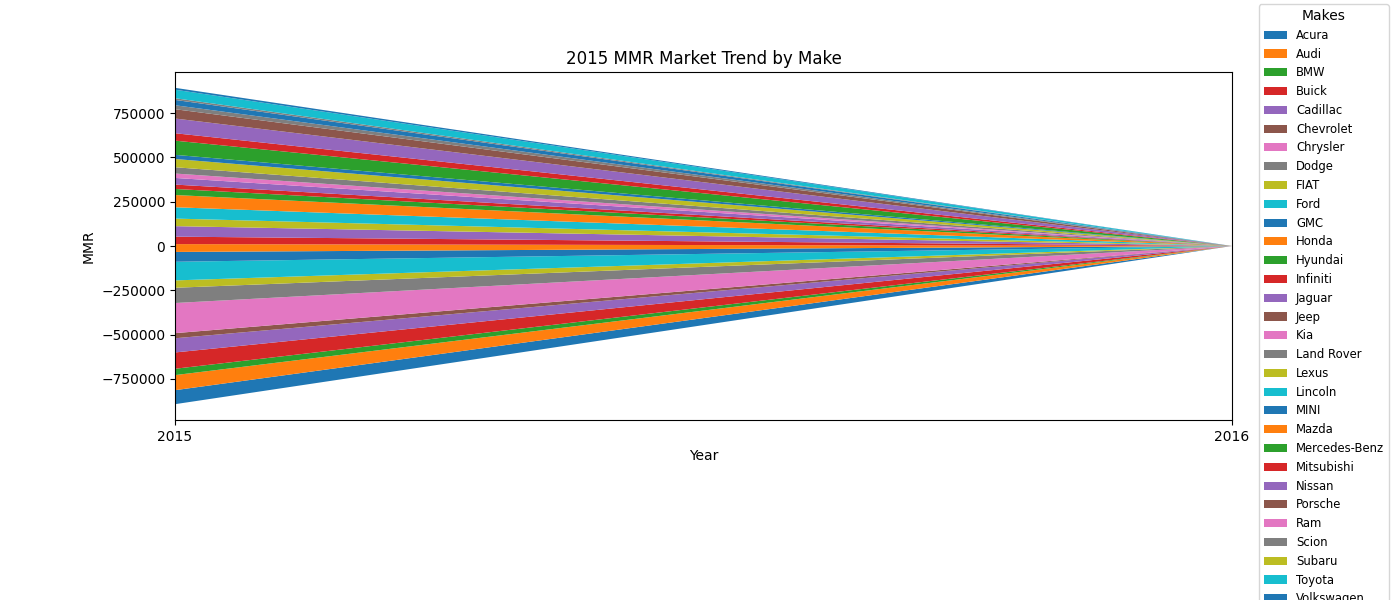 2015 MMR Market Trend by Make
MMR
750000
500000
250000
0
−250000
−500000
−750000
2015
2016
Year
Makes
Acura
Audi
BMW
Buick
Cadillac
Chevrolet
Chrysler
Dodge
FIAT
Ford
GMC
Honda
Hyundai
Infiniti
Jaguar
Jeep
Kia
Land Rover
Lexus
Lincoln
MINI
Mazda
Mercedes-Benz
Mitsubishi
Nissan
Porsche
Ram
Scion
Subaru
Toyota
Volkswagen